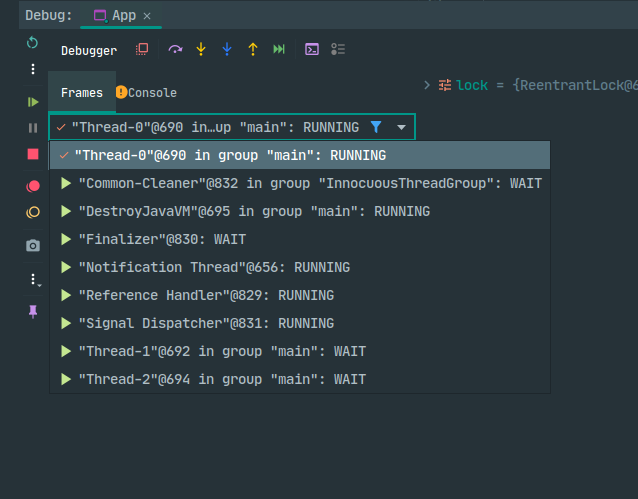 Debug: App
Debugger
Frames Console
lock = {ReentrantLock@6
"Thread-0"@690 in…up "main": RUNNING
"Thread-0"@690 in group "main": RUNNING
"Common-Cleaner"@832 in group "InnocuousThreadGroup": WAIT
"DestroyJavaVM"@695 in group "main": RUNNING
"Finalizer"@830: WAIT
"Notification Thread"@656: RUNNING
"Reference Handler"@829: RUNNING
"Signal Dispatcher"@831: RUNNING
"Thread-1"@692 in group "main": WAIT
"Thread-2"@694 in group "main": WAIT